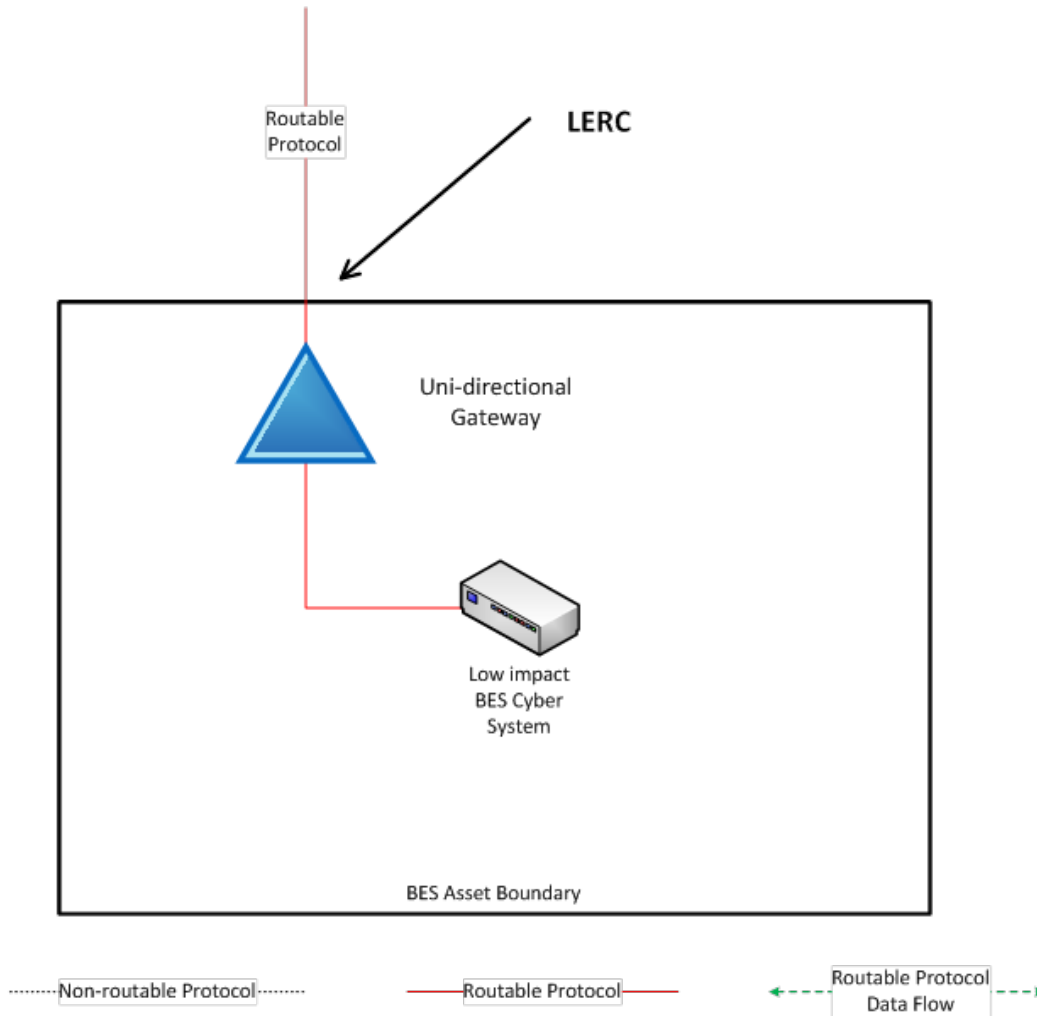 Routable
Protocol
LERC
Uni-directional
Gateway
Low impact
BES Cyber
System
BES Asset Boundary
Non-routable Protocol
Routable Protocol
Routable Protocol
Data Flow